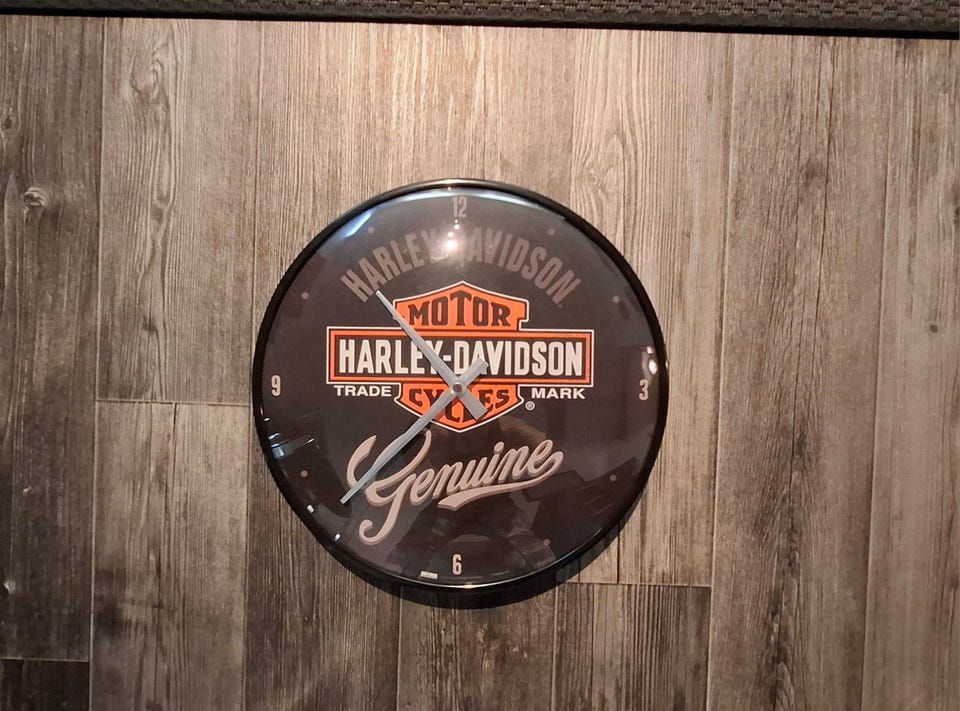 12
HARLEY-DAVIDSON
MOTOR
HARLEY-DAVIDSON
TRADE MARK
CYCLES ®
9
3
Genuine
6